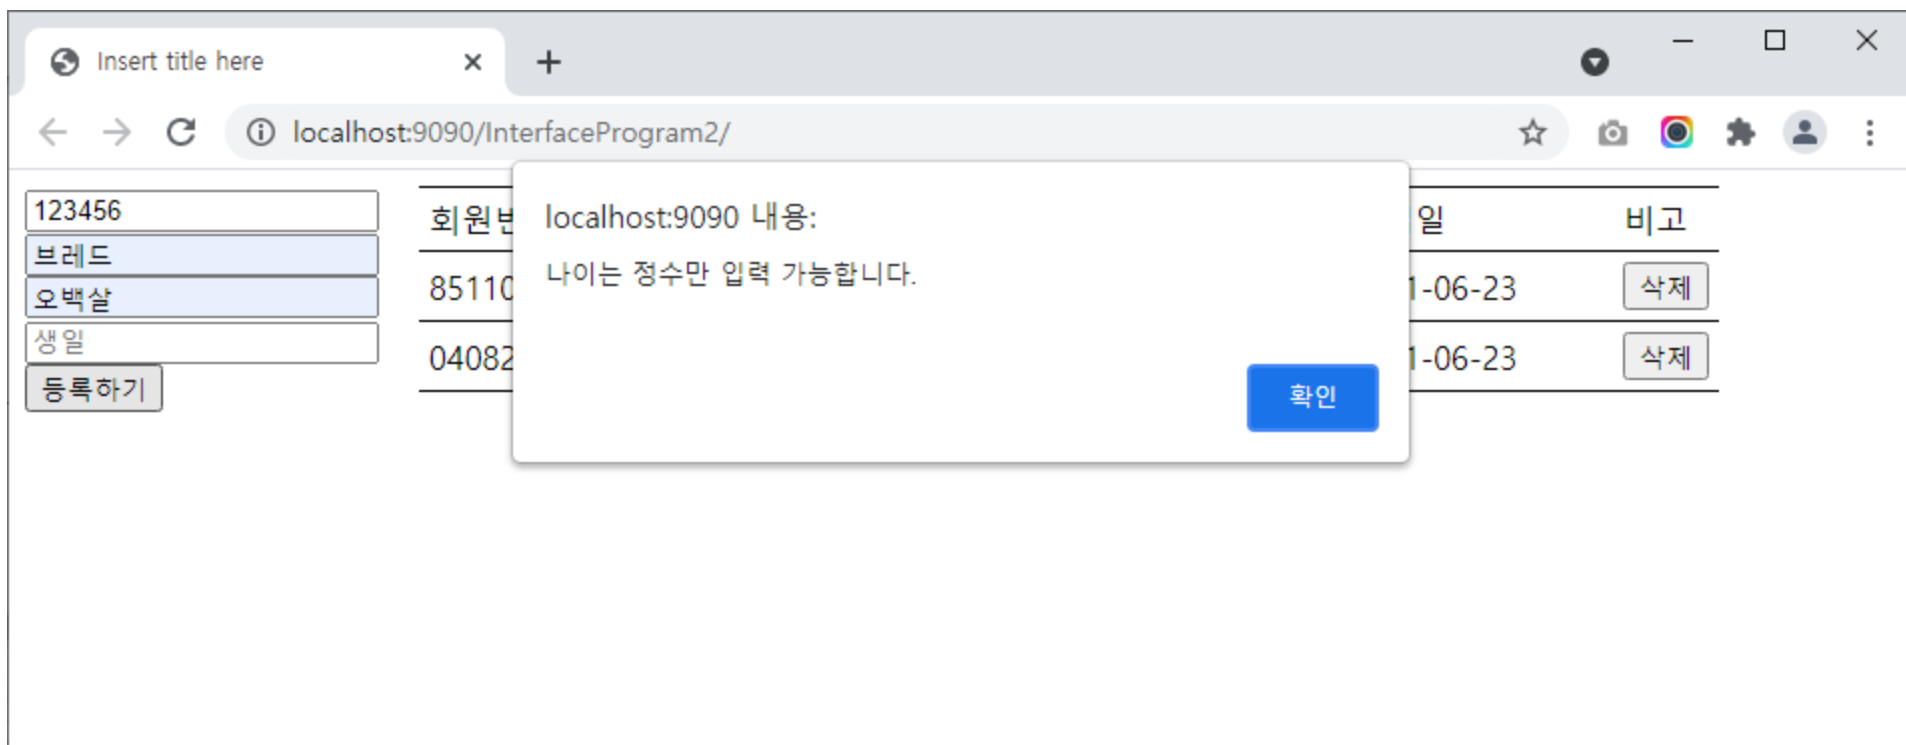 Insert title here
localhost:9090/InterfaceProgram2/
123456
브레드
오백살
생일
등록하기
localhost:9090 내용:
나이는 정수만 입력 가능합니다.
확인
회원번 일 비고
85110 1-06-23 삭제
04082 1-06-23 삭제